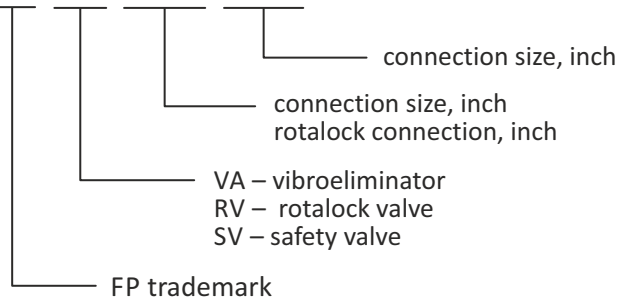 connection size, inch
connection size, inch
rotalock connection, inch
VA – vibroeliminator
RV – rotalock valve
SV – safety valve
FP trademark